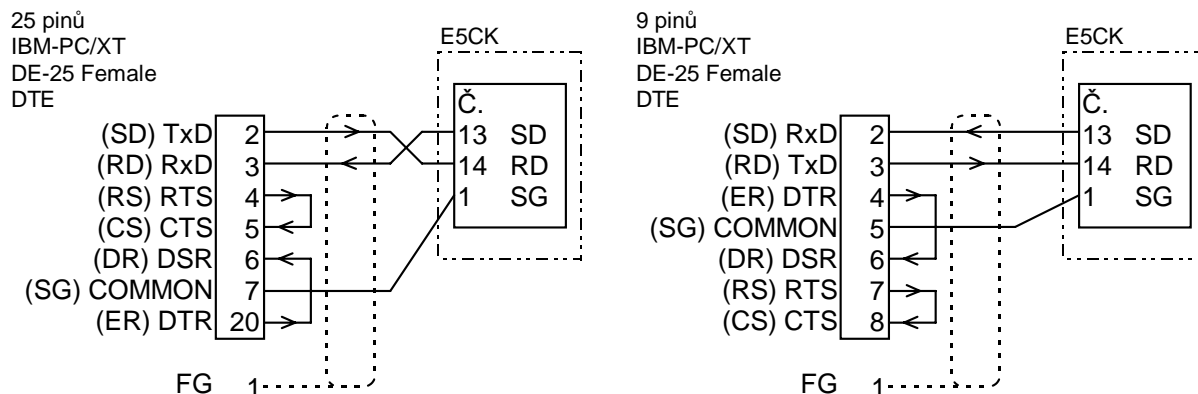 25 pinů
IBM-PC/XT
DE-25 Female
DTE
E5CK
Č.
(SD) TxD 2
13 SD
(RD) RxD 3
14 RD
(RS) RTS 4
1 SG
(CS) CTS 5
(DR) DSR 6
(SG) COMMON 7
(ER) DTR 20
FG 1
9 pinů
IBM-PC/XT
DE-25 Female
DTE
E5CK
Č.
(SD) RxD 2
13 SD
(RD) TxD 3
14 RD
(ER) DTR 4
1 SG
(SG) COMMON 5
(DR) DSR 6
(RS) RTS 7
(CS) CTS 8
FG 1